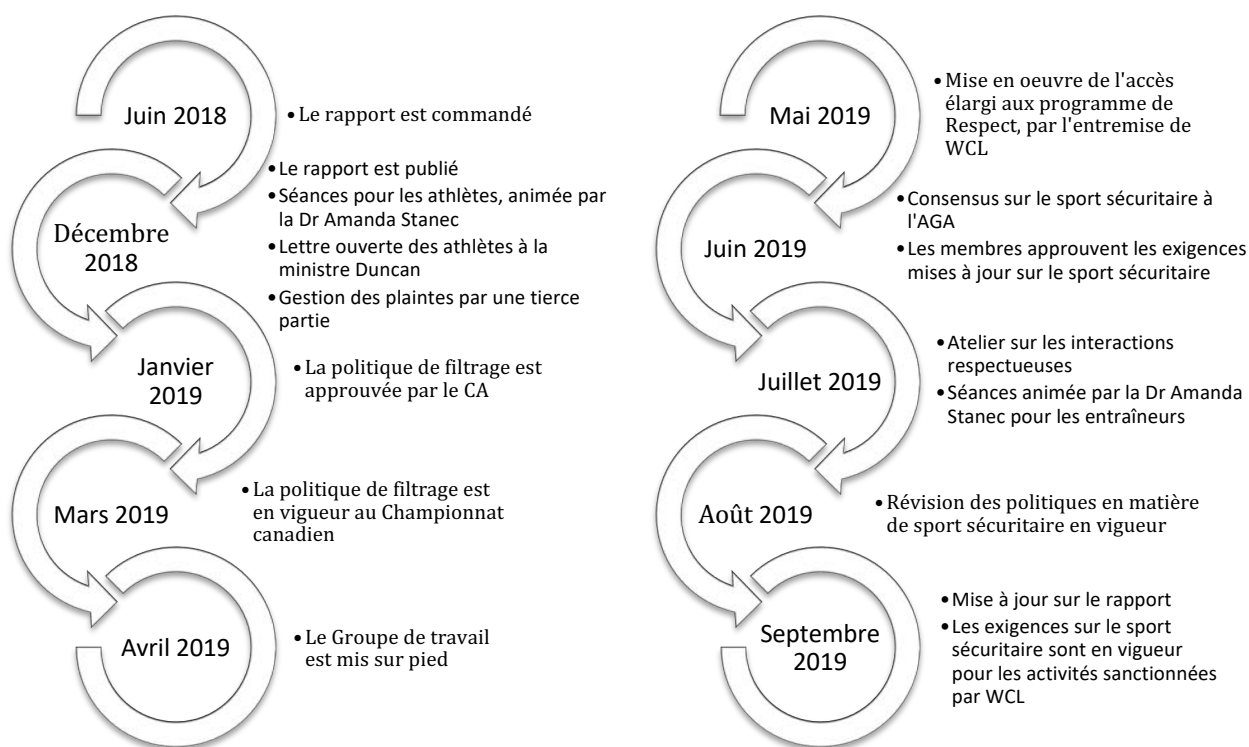 Juin 2018
• Le rapport est commandé
Décembre
2018
• Le rapport est publié
• Séances pour les athlètes, animée par
la Dr Amanda Stanec
• Lettre ouverte des athlètes à la
ministre Duncan
• Gestion des plaintes par une tierce
partie
Janvier
2019
• La politique de filtrage est
approuvée par le CA
Mars 2019
• La politique de filtrage est
en vigueur au Championnat
canadien
Avril 2019
• Le Groupe de travail
est mis sur pied
Mai 2019
• Mise en oeuvre de l'accès
élargi aux programme de
Respect, par l'entremise de
WCL
Juin 2019
• Consensus sur le sport sécuritaire à
l'AGA
• Les membres approuvent les exigences
mises à jour sur le sport sécuritaire
Juillet 2019
• Atelier sur les interactions
respectueuses
• Séances animée par la Dr Amanda
Stanec pour les entraîneurs
Août 2019
• Révision des politiques en matière
de sport sécuritaire en vigueur
Septembre
2019
• Mise à jour sur le rapport
• Les exigences sur le sport
sécuritaire sont en vigueur
pour les activités sanctionnées
par WCL